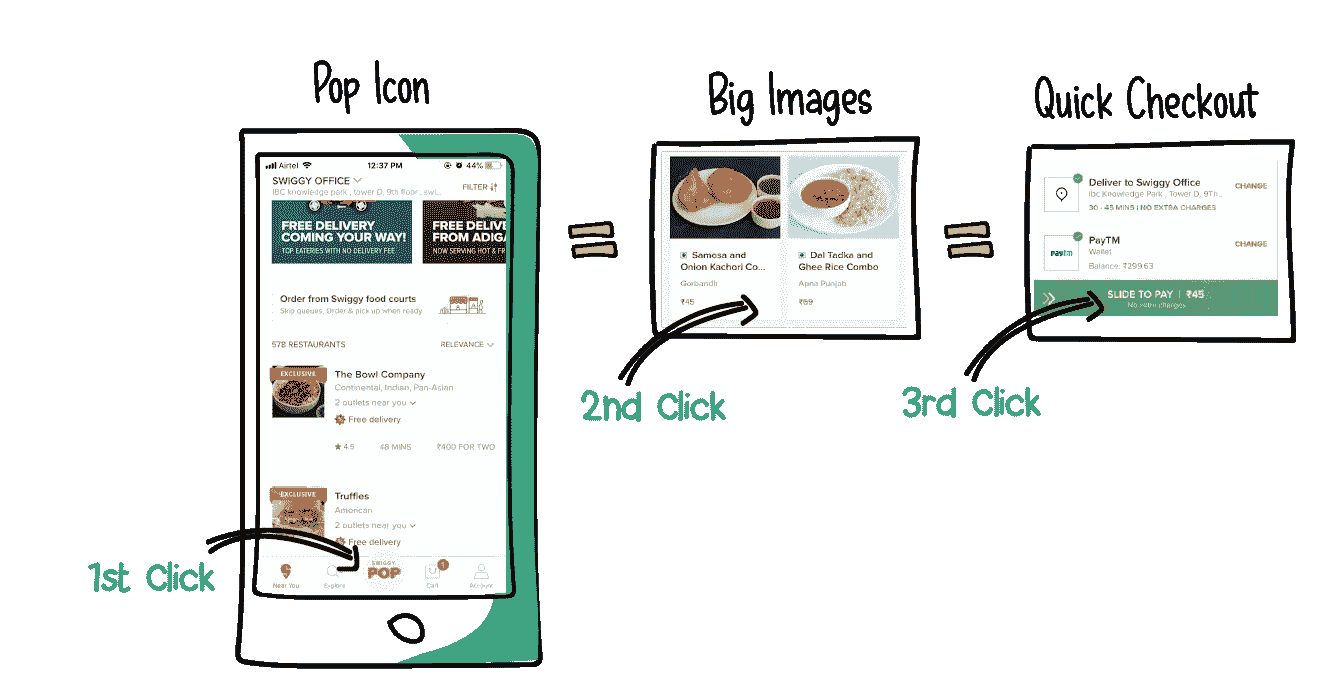 Pop Icon
Big Images
Quick Checkout
Airtel 12:37 PM 44%
SWIGGY OFFICE
FILTER
IBC knowledge park , tower D, 9th floor , swi...
FREE DELIVERY
COMING YOUR WAY!
TOP EATERIES WITH NO DELIVERY FEE
FREE DELIVE
FROM ADIGA
NOW SERVING HOT & FR
Order from Swiggy food courts
Skip queues. Order & pick up when ready
578 RESTAURANTS
RELEVANCE
EXCLUSIVE
The Bowl Company
Continental, Indian, Pan-Asian
2 outlets near you
Free delivery
4.5 48 MINS ₹400 FOR TWO
EXCLUSIVE
Truffles
American
2 outlets near you
Free delivery
SWIGGY
POP
1
Near You
Explore
Cart
Account
1st Click
Samosa and
Onion Kachori Co...
Gorbandh
₹45
Dal Tadka and
Ghee Rice Combo
Apna Punjab
₹69
2nd Click
Deliver to Swiggy Office
CHANGE
Ibc Knowledge Park , Tower D, 9Th..
30 - 45 MINS | NO EXTRA CHARGES
Paytm
PayTM
CHANGE
Wallet
Balance: ₹299.63
SLIDE TO PAY | ₹45
No extra charges
3rd Click